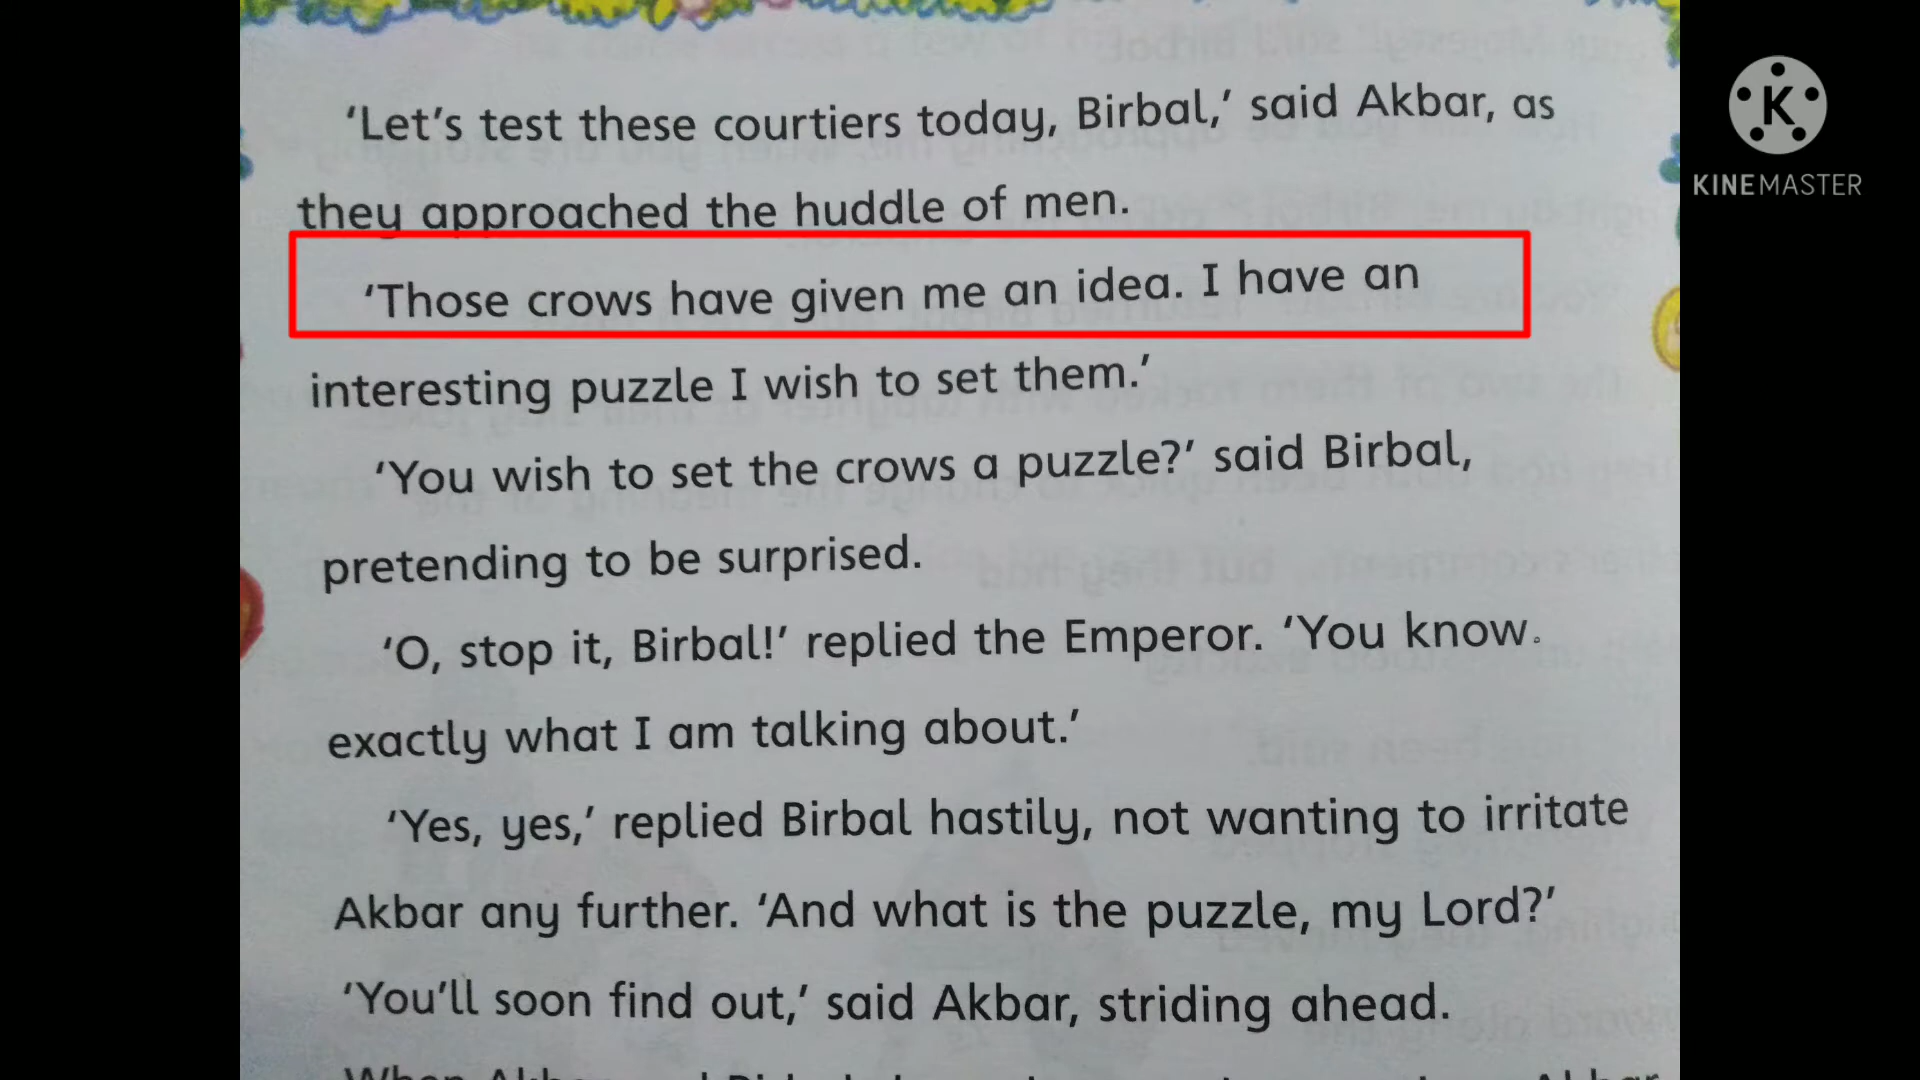 ‘Let’s test these courtiers today, Birbal,’ said Akbar, as
they approached the huddle of men.
‘Those crows have given me an idea. I have an
interesting puzzle I wish to set them.’
‘You wish to set the crows a puzzle?’ said Birbal,
pretending to be surprised.
‘O, stop it, Birbal!’ replied the Emperor. ‘You know
exactly what I am talking about.’
‘Yes, yes,’ replied Birbal hastily, not wanting to irritate
Akbar any further. ‘And what is the puzzle, my Lord?’
‘You’ll soon find out,’ said Akbar, striding ahead.
K
KINEMASTER